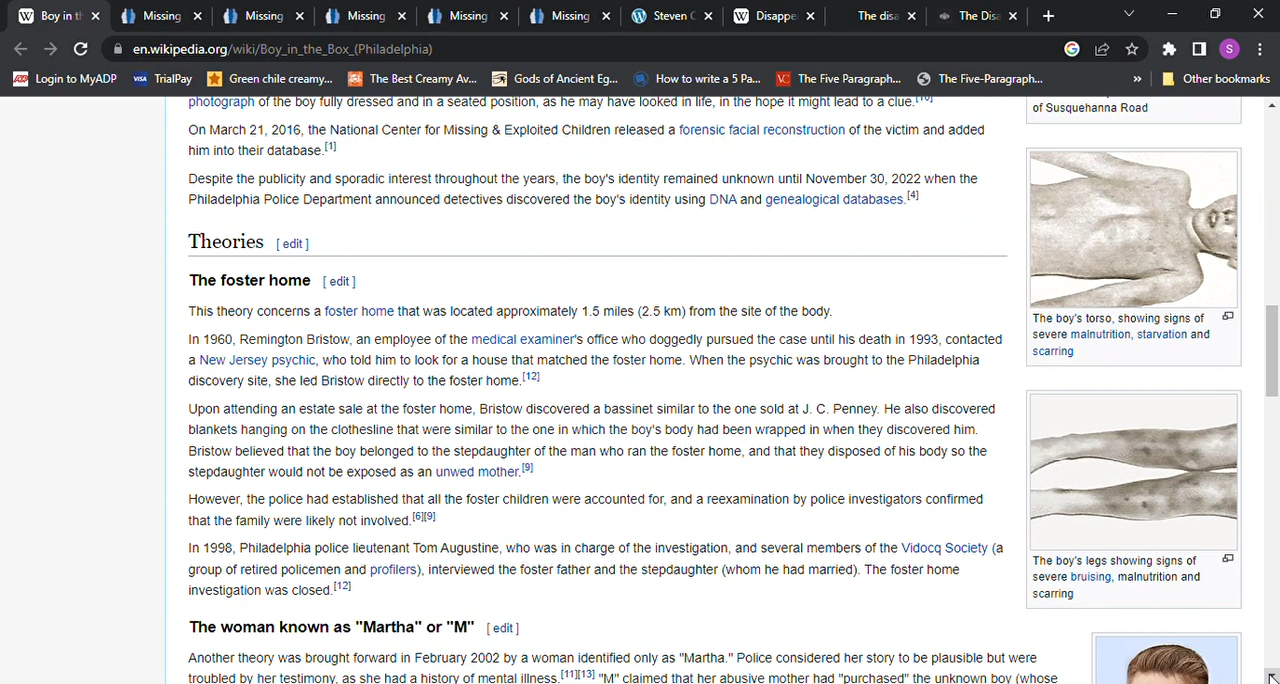 Boy in th
Missing
Missing
Missing
Missing
Missing
Steven C
Disappe
The disa
The Disa
en.wikipedia.org/wiki/Boy_in_the_Box_(Philadelphia)
S
Login to MyADP
TrialPay
Green chile creamy...
The Best Creamy Av...
Gods of Ancient Eg...
How to write a 5 Pa...
The Five Paragraph...
The Five-Paragraph...
»
Other bookmarks
photograph of the boy fully dressed and in a seated position, as he may have looked in life, in the hope it might lead to a clue.[10]
On March 21, 2016, the National Center for Missing & Exploited Children released a forensic facial reconstruction of the victim and added
him into their database.[1]
Despite the publicity and sporadic interest throughout the years, the boy's identity remained unknown until November 30, 2022 when the
Philadelphia Police Department announced detectives discovered the boy's identity using DNA and genealogical databases.[4]
Theories [ edit ]
The foster home [ edit ]
This theory concerns a foster home that was located approximately 1.5 miles (2.5 km) from the site of the body.
In 1960, Remington Bristow, an employee of the medical examiner's office who doggedly pursued the case until his death in 1993, contacted
a New Jersey psychic, who told him to look for a house that matched the foster home. When the psychic was brought to the Philadelphia
discovery site, she led Bristow directly to the foster home.[12]
Upon attending an estate sale at the foster home, Bristow discovered a bassinet similar to the one sold at J. C. Penney. He also discovered
blankets hanging on the clothesline that were similar to the one in which the boy's body had been wrapped in when they discovered him.
Bristow believed that the boy belonged to the stepdaughter of the man who ran the foster home, and that they disposed of his body so the
stepdaughter would not be exposed as an unwed mother.[9]
However, the police had established that all the foster children were accounted for, and a reexamination by police investigators confirmed
that the family were likely not involved.[6][9]
In 1998, Philadelphia police lieutenant Tom Augustine, who was in charge of the investigation, and several members of the Vidocq Society (a
group of retired policemen and profilers), interviewed the foster father and the stepdaughter (whom he had married). The foster home
investigation was closed.[12]
The woman known as "Martha" or "M" [ edit ]
Another theory was brought forward in February 2002 by a woman identified only as "Martha." Police considered her story to be plausible but were
troubled by her testimony, as she had a history of mental illness.[11][13] "M" claimed that her abusive mother had "purchased" the unknown boy (whose
of Susquehanna Road
The boy's torso, showing signs of
severe malnutrition, starvation and
scarring
The boy's legs showing signs of
severe bruising, malnutrition and
scarring